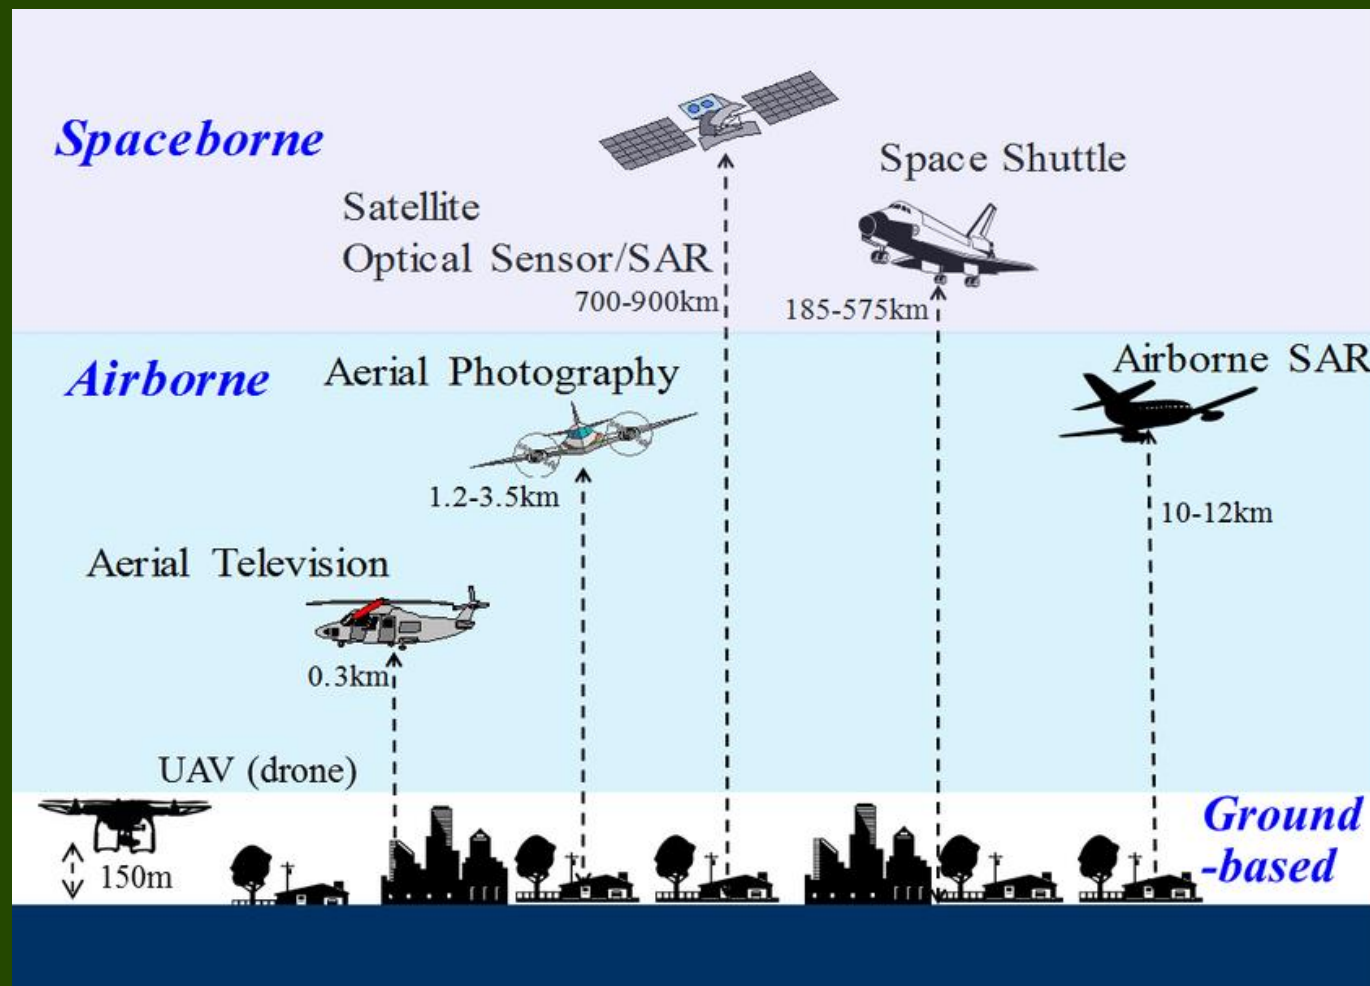 Spaceborne
Space Shuttle
Satellite
Optical Sensor/SAR
700-900km
185-575km
Airborne
Aerial Photography
Airborne SAR
1.2-3.5km
10-12km
Aerial Television
0.3km
UAV (drone)
150m
Ground
-based